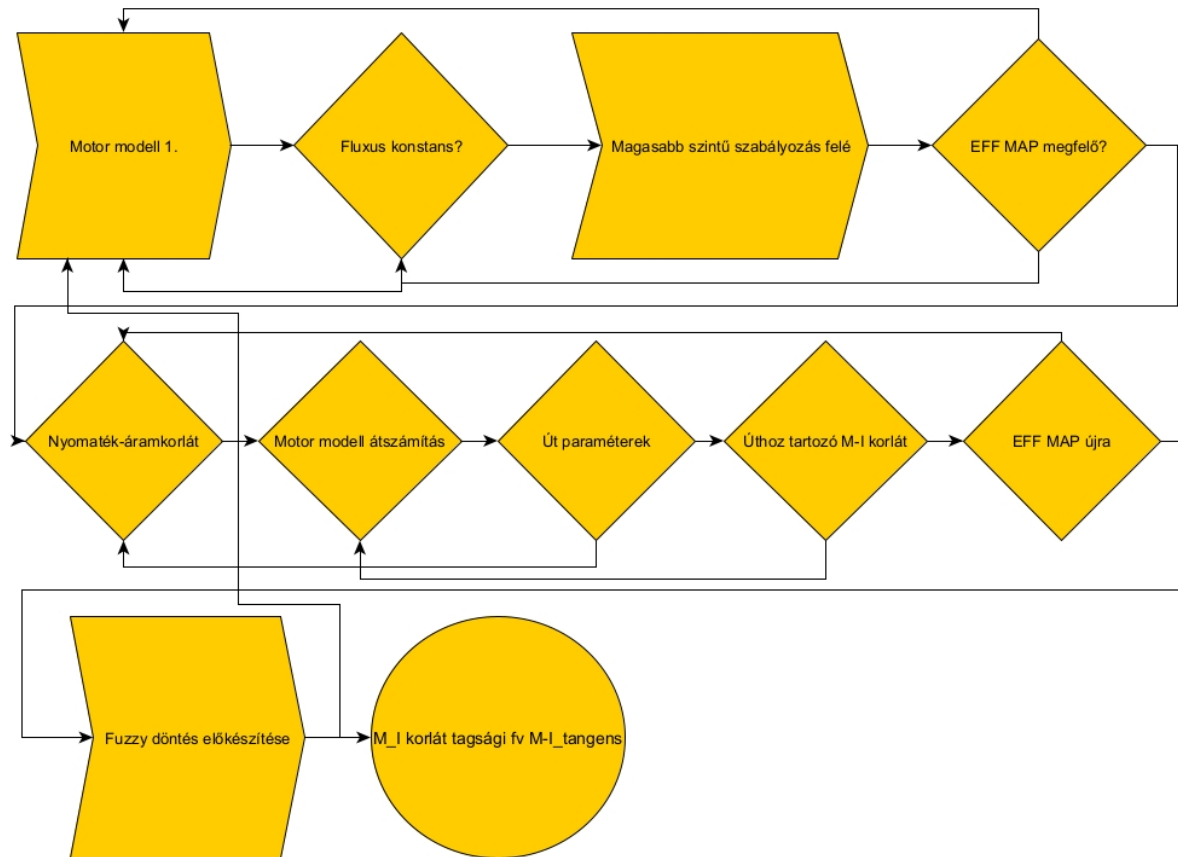 Motor modell 1.
Fluxus konstans?
Magasabb szintű szabályozás felé
EFF MAP megfelő?
Nyomaték-áramkorlát
Motor modell átszámítás
Út paraméterek
Úthoz tartozó M-I korlát
EFF MAP újra
Fuzzy döntés előkészítése
M_I korlát tagsági fv M-I_tangens